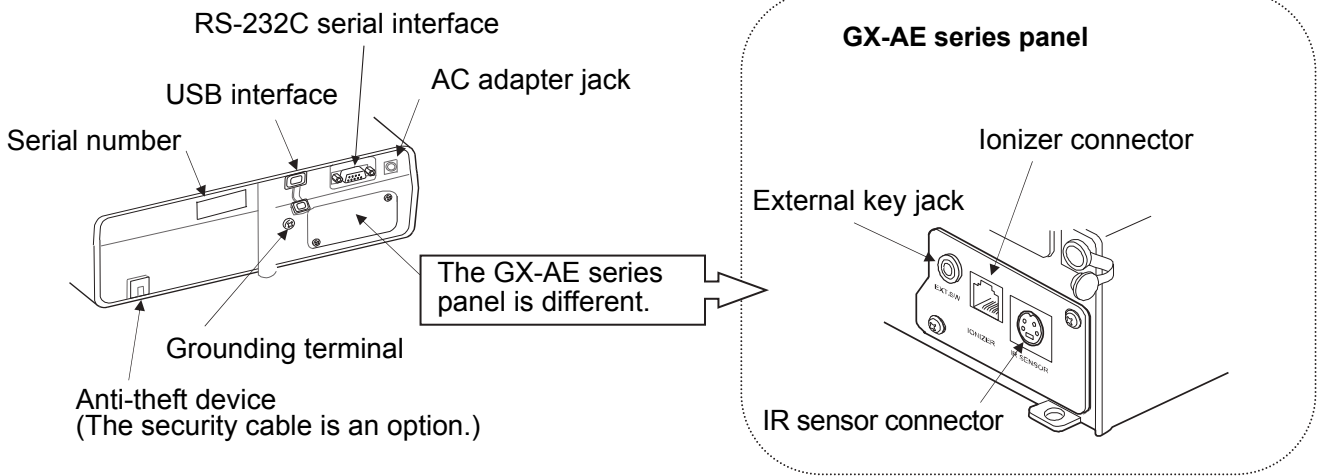 RS-232C serial interface
USB interface
AC adapter jack
Serial number
The GX-AE series
panel is different.
Grounding terminal
Anti-theft device
(The security cable is an option.)
GX-AE series panel
Ionizer connector
External key jack
EXT.SW
IONIZER
IR SENSOR
IR sensor connector